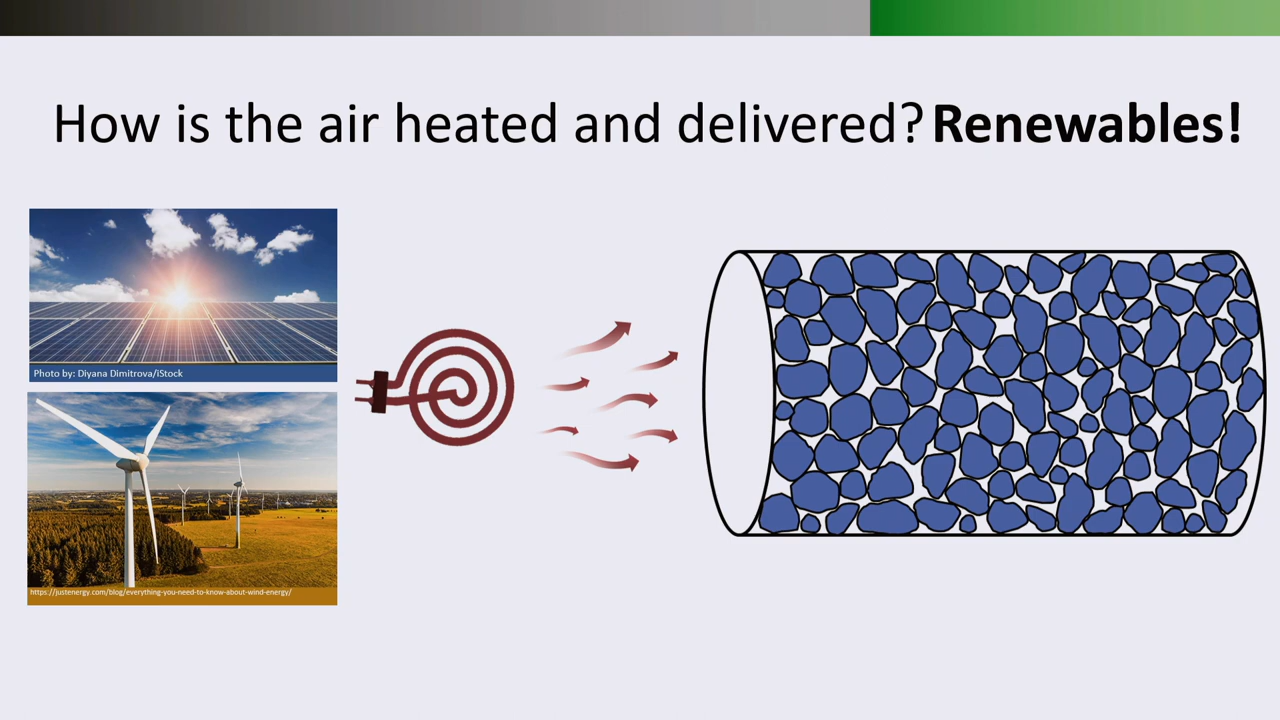 How is the air heated and delivered? Renewables!
Photo by: Diyana Dimitrova/iStock
https://justenergy.com/blog/everything-you-need-to-know-about-wind-energy/